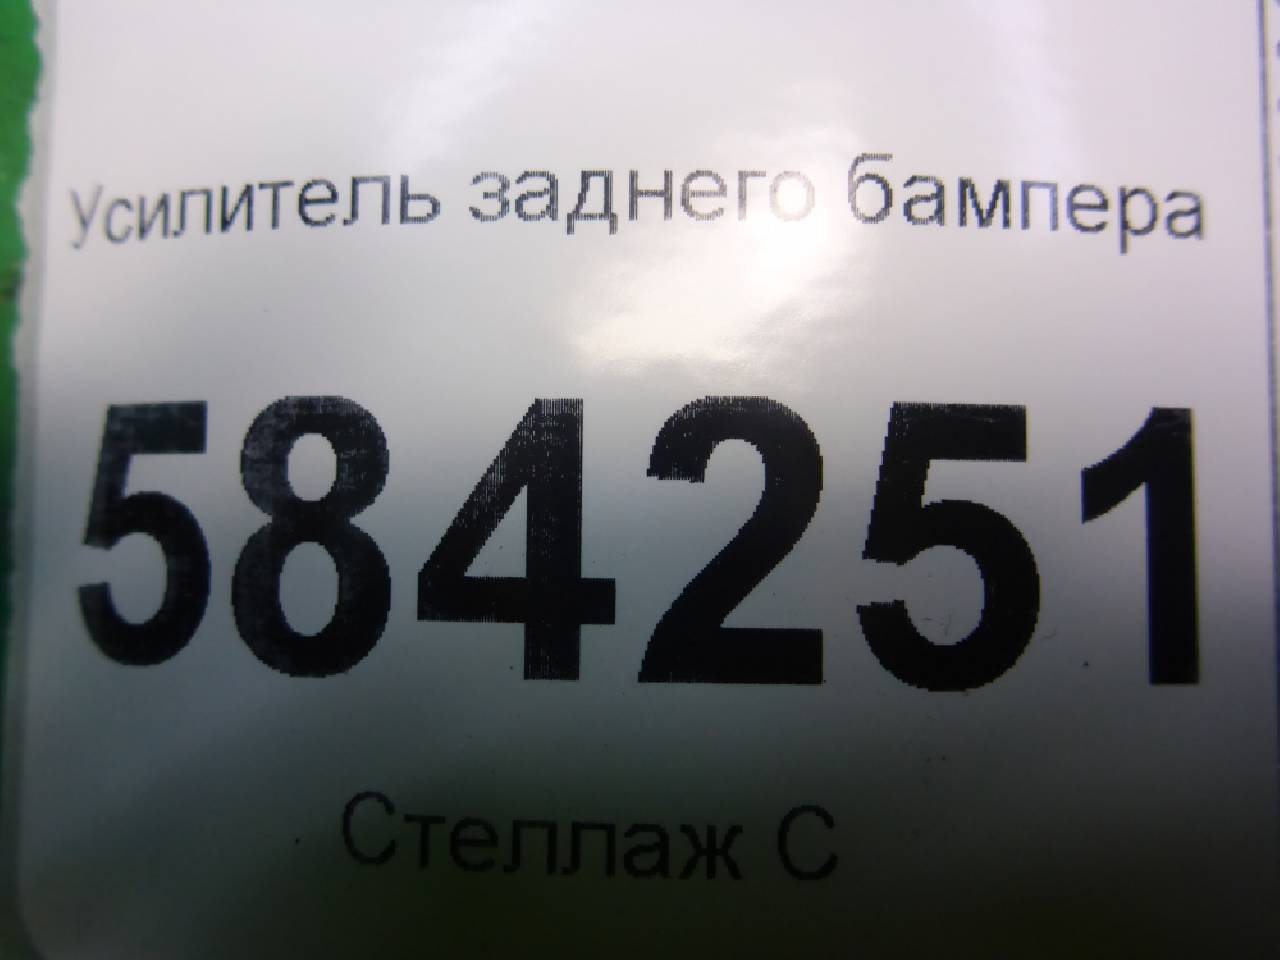 Усилитель заднего бампера
584251
Стеллаж С